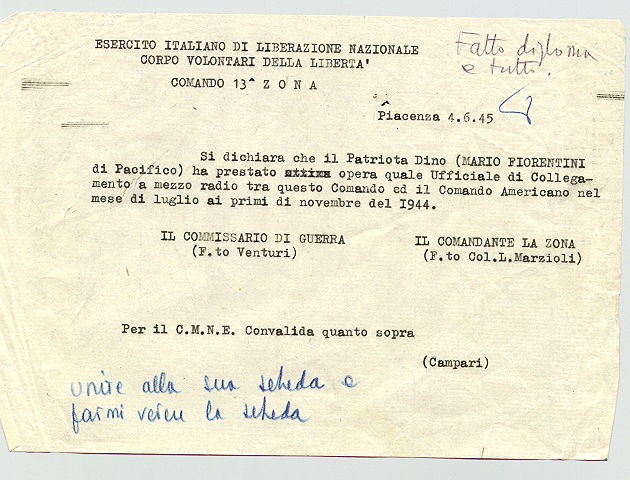 ESERCITO ITALIANO DI LIBERAZIONE NAZIONALE
CORPO VOLONTARI DELLA LIBERTA'
COMANDO 13^ Z O N A
Fatto diploma
e tutto.
Piacenza 4.6.45
Si dichiara che il Patriota Dino (MARIO FIORENTINI
di Pacifico) ha prestato ottima opera quale Ufficiale di Collega-
mento a mezzo radio tra questo Comando ed il Comando Americano nel
mese di luglio ai primi di novembre del 1944.
IL COMMISSARIO DI GUERRA
(F.to Venturi)
IL COMANDANTE LA ZONA
(F.to Col.L.Marzioli)
Per il C.M.N.E. Convalida quanto sopra
(Campari)
unire alla sua scheda e
farmi la scheda